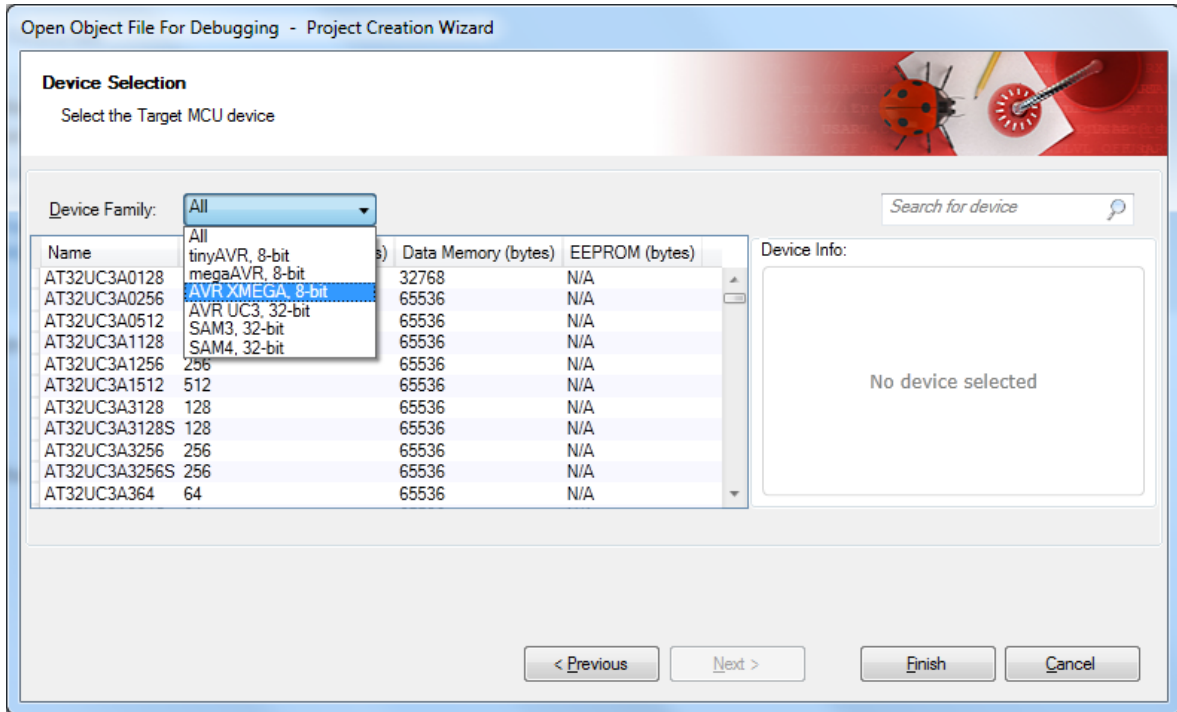 Open Object File For Debugging - Project Creation Wizard
Device Selection
Select the Target MCU device
Device Family: All
Search for device
All
tinyAVR, 8-bit
megaAVR, 8-bit
AVR XMEGA, 8-bit
AVR UC3, 32-bit
SAM3, 32-bit
SAM4, 32-bit
Name s) Data Memory (bytes) EEPROM (bytes)
AT32UC3A0128 32768 N/A
AT32UC3A0256 65536 N/A
AT32UC3A0512 65536 N/A
AT32UC3A1128 65536 N/A
AT32UC3A1256 256 65536 N/A
AT32UC3A1512 512 65536 N/A
AT32UC3A3128 128 65536 N/A
AT32UC3A3128S 128 65536 N/A
AT32UC3A3256 256 65536 N/A
AT32UC3A3256S 256 65536 N/A
AT32UC3A364 64 65536 N/A
Device Info:
No device selected
< Previous
Next >
Finish
Cancel